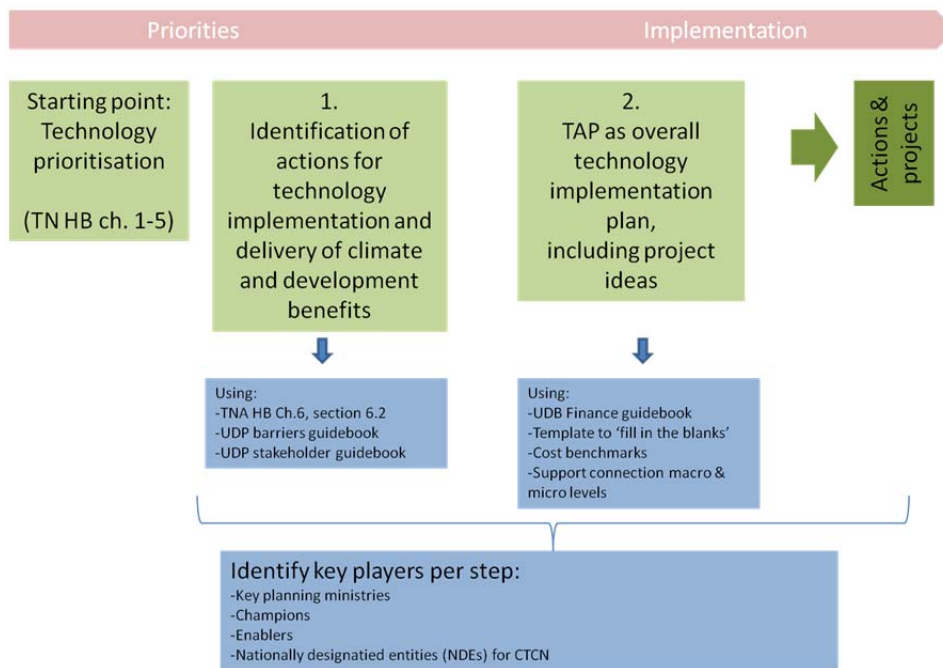 Priorities
Implementation
Starting point:
Technology
prioritisation
(TN HB ch. 1-5)
1.
Identification of
actions for
technology
implementation and
delivery of climate
and development
benefits
2.
TAP as overall
technology
implementation
plan,
including project
ideas
Actions &
projects
Using:
-TNA HB Ch.6, section 6.2
-UDP barriers guidebook
-UDP stakeholder guidebook
Using:
-UDB Finance guidebook
-Template to ‘fill in the blanks’
-Cost benchmarks
-Support connection macro &
micro levels
Identify key players per step:
-Key planning ministries
-Champions
-Enablers
-Nationally designatied entities (NDEs) for CTCN